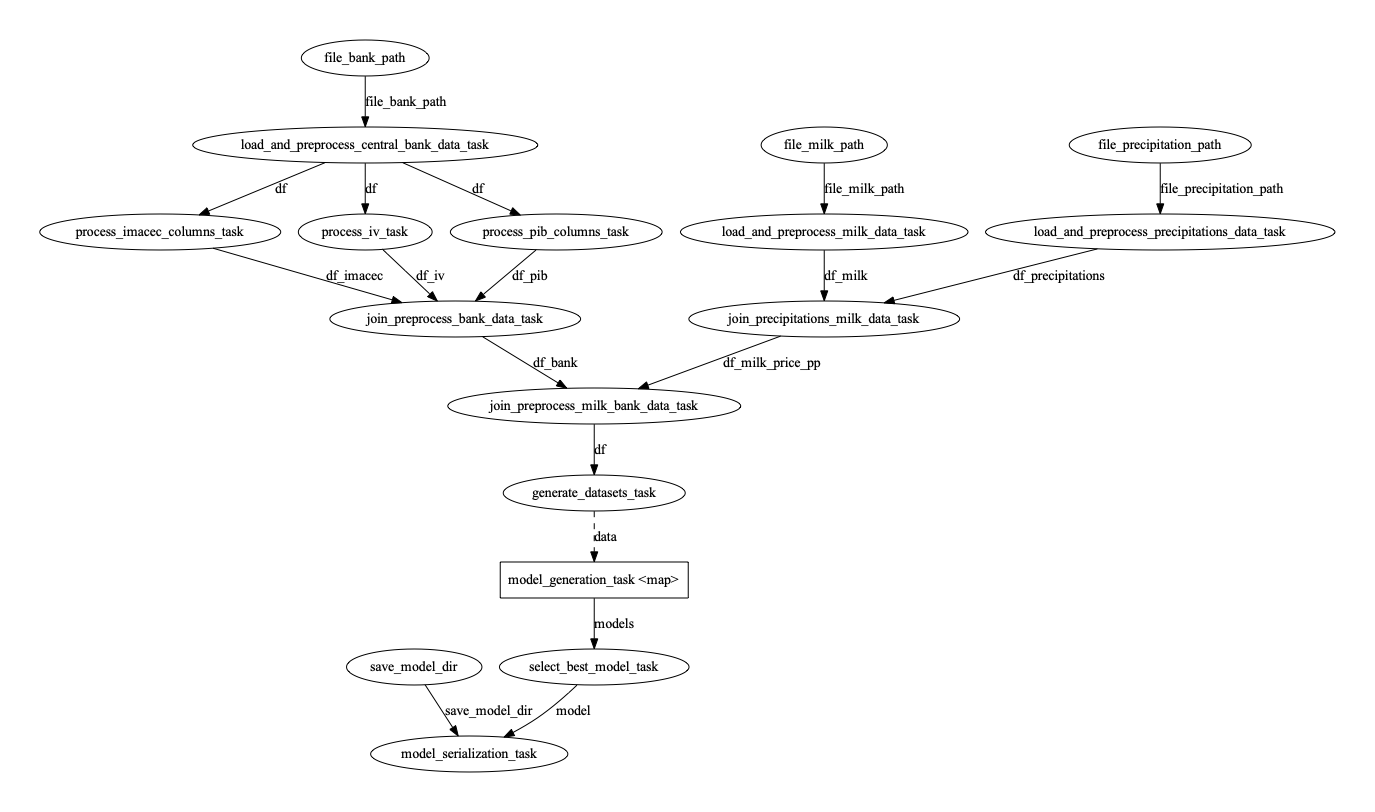 file_bank_path
file_bank_path
load_and_preprocess_central_bank_data_task
file_milk_path
file_precipitation_path
df
df
df
file_milk_path
file_precipitation_path
process_imacec_columns_task
process_iv_task
process_pib_columns_task
load_and_preprocess_milk_data_task
load_and_preprocess_precipitations_data_task
df_imacec
df_iv
df_pib
df_milk
df_precipitations
join_preprocess_bank_data_task
join_precipitations_milk_data_task
df_bank
df_milk_price_pp
join_preprocess_milk_bank_data_task
df
generate_datasets_task
data
model_generation_task <map>
models
save_model_dir
select_best_model_task
save_model_dir
model
model_serialization_task